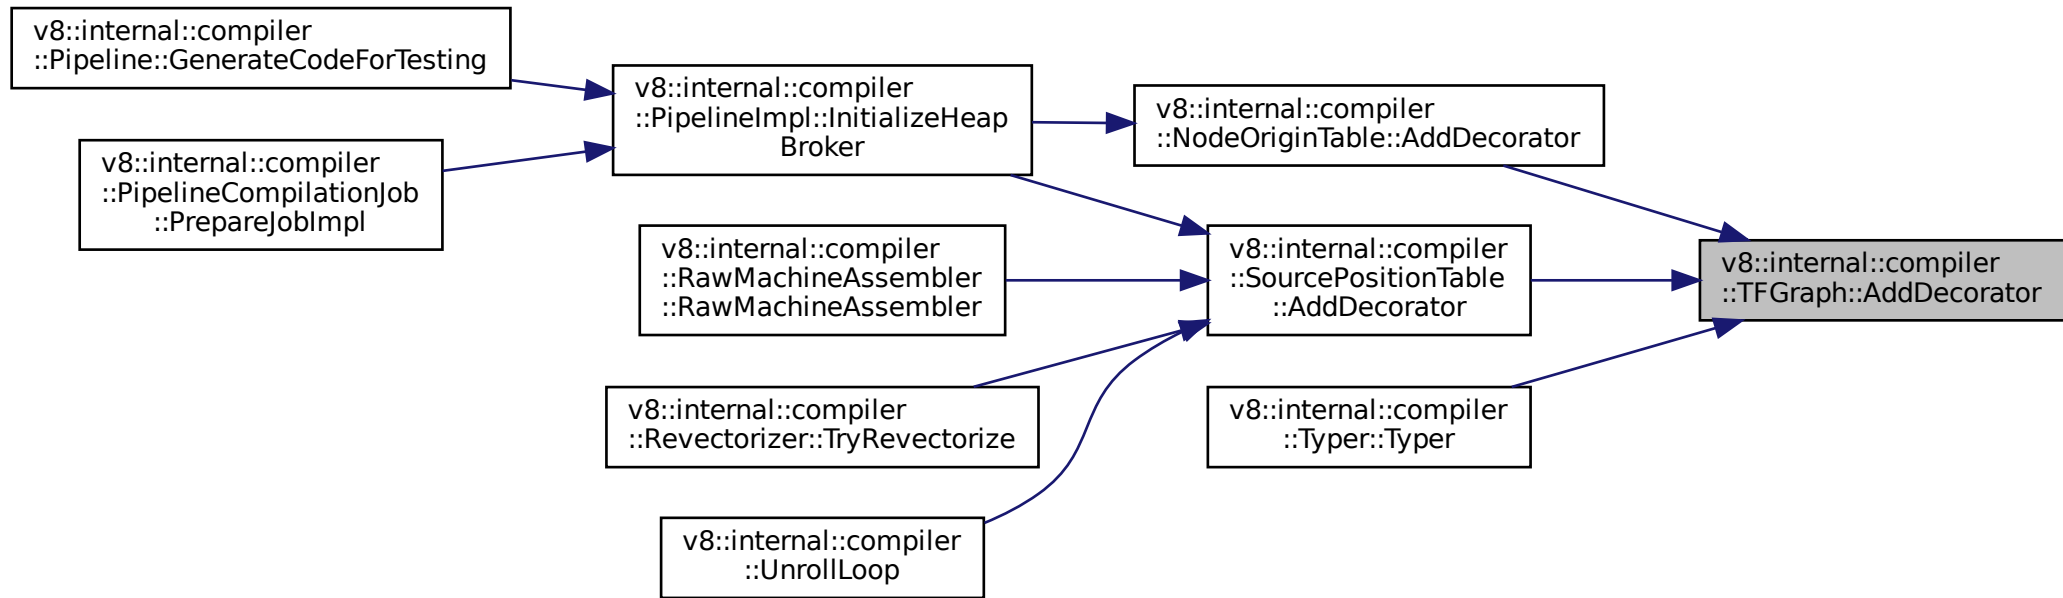 v8::internal::compiler
::Pipeline::GenerateCodeForTesting
v8::internal::compiler
::PipelineCompilationJob
::PrepareJobImpl
v8::internal::compiler
::PipelineImpl::InitializeHeap
Broker
v8::internal::compiler
::RawMachineAssembler
::RawMachineAssembler
v8::internal::compiler
::Revectorizer::TryRevectorize
v8::internal::compiler
::UnrollLoop
v8::internal::compiler
::NodeOriginTable::AddDecorator
v8::internal::compiler
::SourcePositionTable
::AddDecorator
v8::internal::compiler
::Typer::Typer
v8::internal::compiler
::TFGraph::AddDecorator